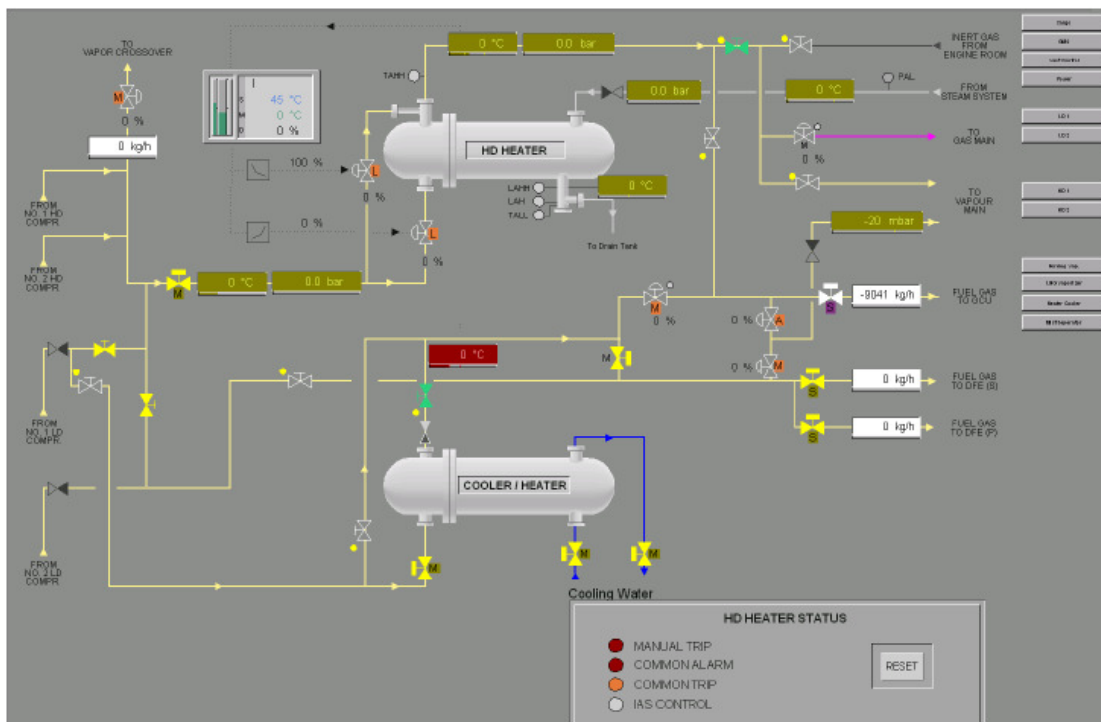 TO
VAPOR CROSSOVER
M
0 %
0 kg/h
S 45 °C
M 0 °C
0 %
TAHH
0 °C
0.0 bar
INERT GAS
FROM
ENGINE ROOM
PAL
0.0 bar
0 °C
FROM
STEAM SYSTEM
HD HEATER
M
0 %
TO
GAS MAIN
100 %
L
0 %
LAHH
LAH
TALL
0 °C
TO
VAPOUR
MAIN
FROM
NO. 1 HD
COMPR.
0 %
L
0 %
To Drain Tank
-20 mbar
FROM
NO. 2 HD
COMPR.
M
0 °C
0.0 bar
M
0 %
0 %
A
S
-9041 kg/h
FUEL GAS
TO GCU
0 °C
M
0 %
M
S
0 kg/h
FUEL GAS
TO DFE (S)
FROM
NO. 1 LD
COMPR.
S
0 kg/h
FUEL GAS
TO DFE (P)
COOLER / HEATER
FROM
NO. 2 LD
COMPR.
M
M
M
Cooling Water
HD HEATER STATUS
MANUAL TRIP
COMMON ALARM
COMMON TRIP
IAS CONTROL
RESET
Heater Cooler